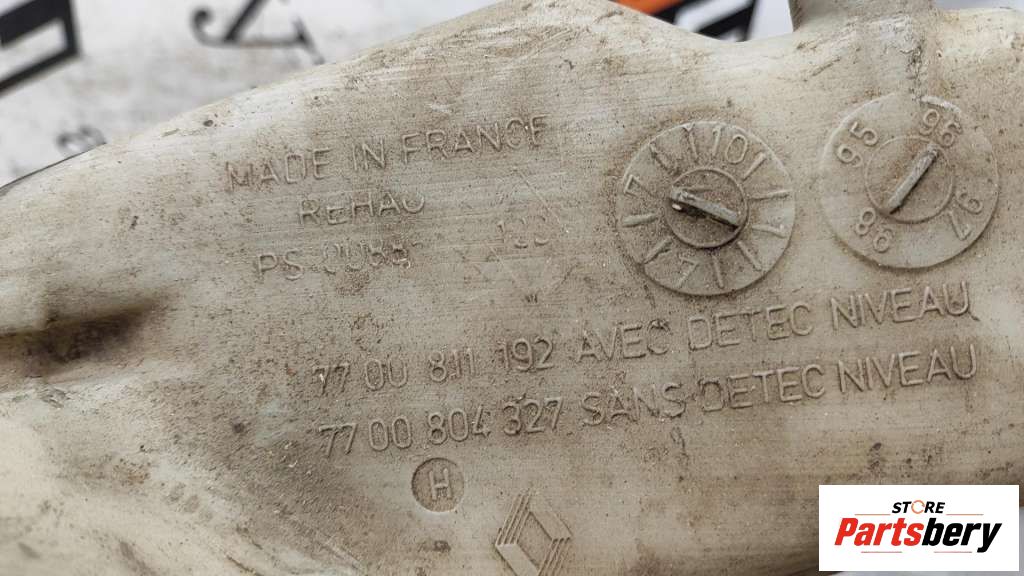 MADE IN FRANCE
REHAU
77 00 811 192 AVEC DETEC NIVEAU
77 00 804 327 SANS DETEC NIVEAU
H
95 96 97 98
STORE
Partsbery